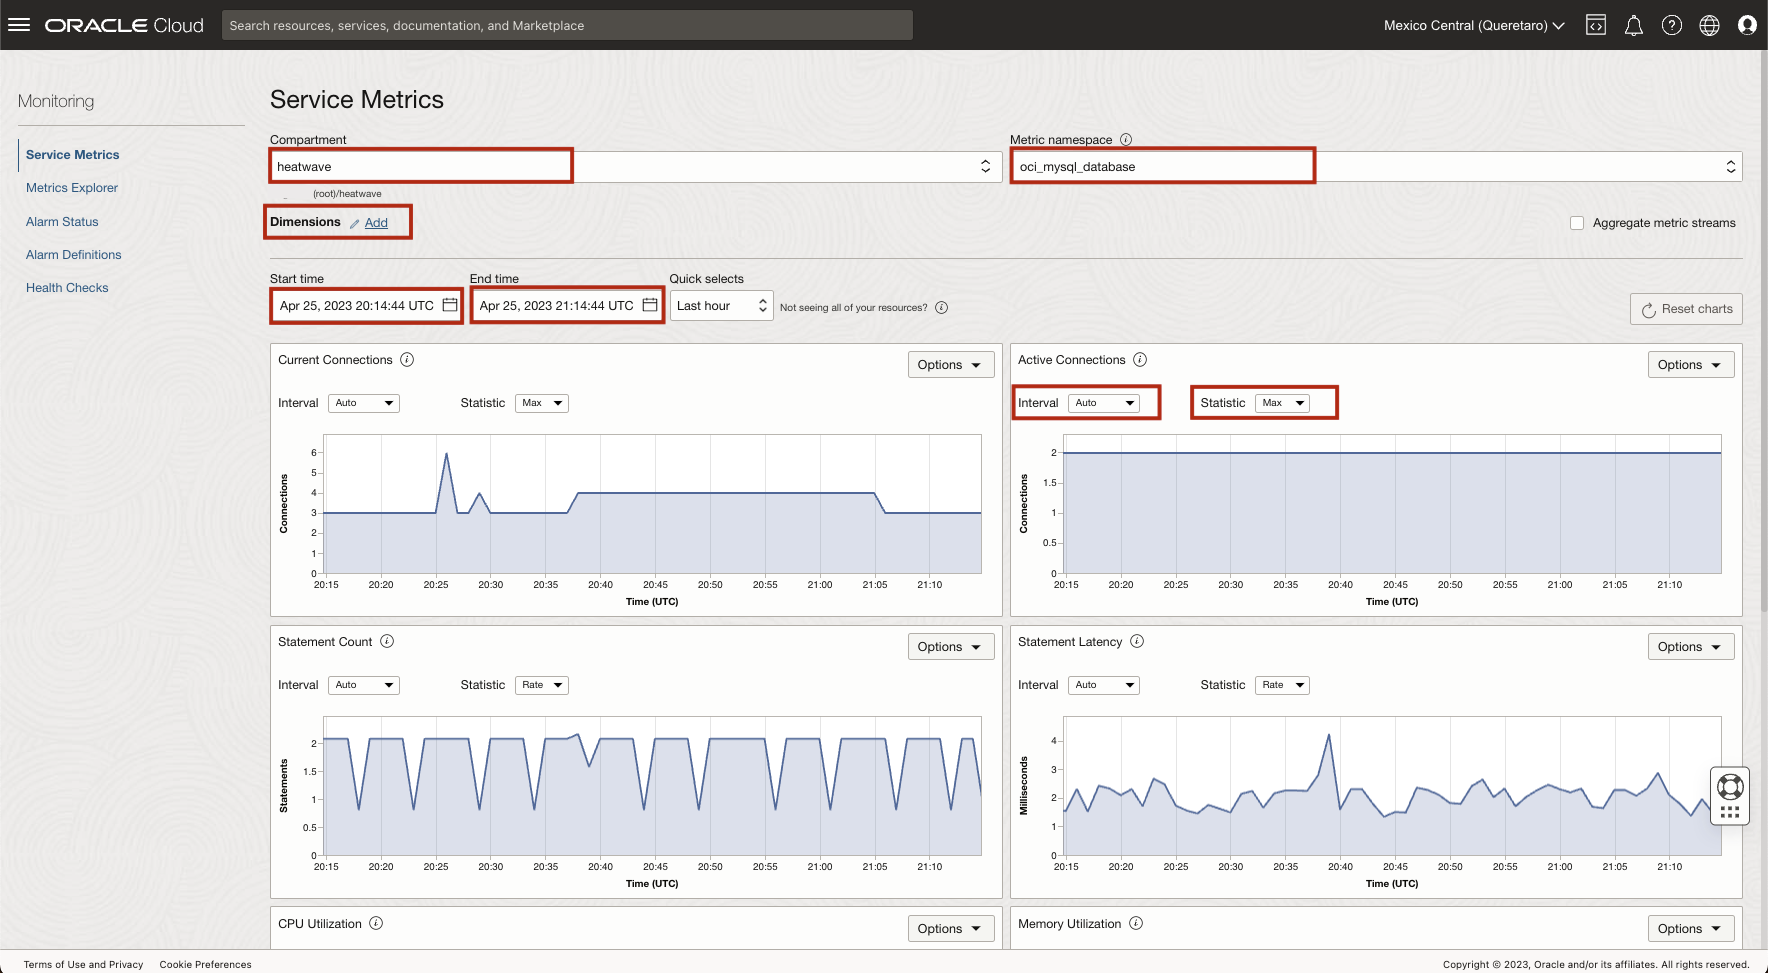 ORACLE Cloud
Search resources, services, documentation, and Marketplace
Mexico Central (Queretaro)
Monitoring
Service Metrics
Metrics Explorer
Alarm Status
Alarm Definitions
Health Checks
Service Metrics
Compartment
heatwave
(root)/heatwave
Metric namespace
oci_mysql_database
Dimensions Add
Aggregate metric streams
Start time
Apr 25, 2023 20:14:44 UTC
End time
Apr 25, 2023 21:14:44 UTC
Quick selects
Last hour
Not seeing all of your resources?
Reset charts
Current Connections
Options
Interval Auto Statistic Max
Connections
6
5
4
3
2
1
0
20:15 20:20 20:25 20:30 20:35 20:40 20:45 20:50 20:55 21:00 21:05 21:10
Time (UTC)
Active Connections
Options
Interval Auto Statistic Max
Connections
2
1.5
1
0.5
0
20:15 20:20 20:25 20:30 20:35 20:40 20:45 20:50 20:55 21:00 21:05 21:10
Time (UTC)
Statement Count
Options
Interval Auto Statistic Rate
Statements
2
1.5
1
0.5
0
20:15 20:20 20:25 20:30 20:35 20:40 20:45 20:50 20:55 21:00 21:05 21:10
Time (UTC)
Statement Latency
Options
Interval Auto Statistic Rate
Milliseconds
4
3
2
1
0
20:15 20:20 20:25 20:30 20:35 20:40 20:45 20:50 20:55 21:00 21:05 21:10
Time (UTC)
CPU Utilization
Options
Memory Utilization
Options
Terms of Use and Privacy Cookie Preferences
Copyright © 2023, Oracle and/or its affiliates. All rights reserved.